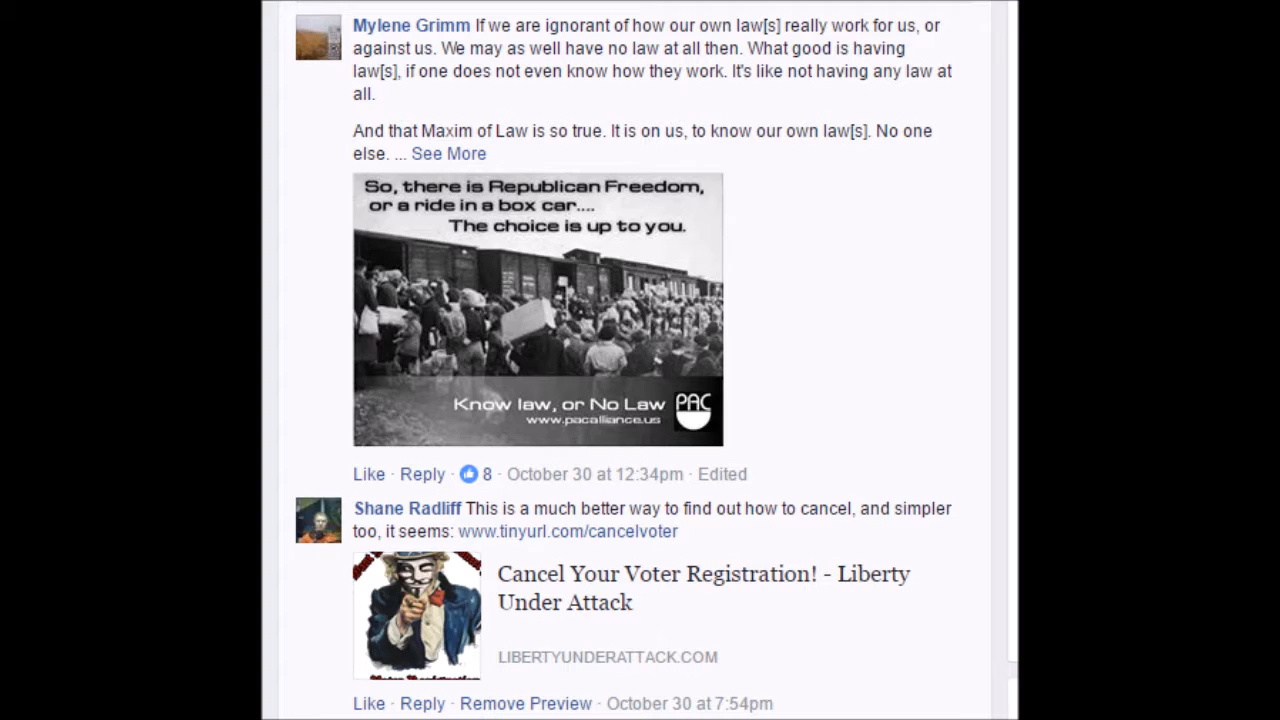 Mylene Grimm If we are ignorant of how our own law[s] really work for us, or
against us. We may as well have no law at all then. What good is having
law[s], if one does not even know how they work. It's like not having any law at
all.
And that Maxim of Law is so true. It is on us, to know our own law[s]. No one
else. ... See More
So, there is Republican Freedom,
or a ride in a box car....
The choice is up to you.
Know law, or No Law
www.pacalliance.us
PAC
Like · Reply · 8 · October 30 at 12:34pm · Edited
Shane Radliff This is a much better way to find out how to cancel, and simpler
too, it seems: www.tinyurl.com/cancelvoter
Cancel Your Voter Registration! - Liberty
Under Attack
LIBERTYUNDERATTACK.COM
Like · Reply · Remove Preview · October 30 at 7:54pm